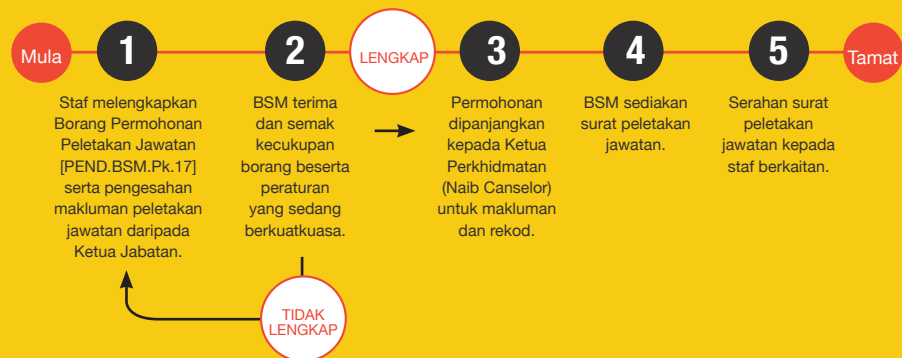 Mula
1
2
LENGKAP
3
4
5
Tamat
Staf melengkapkan
Borang Permohonan
Peletakan Jawatan
[PEND.BSM.Pk.17]
serta pengesahan
makluman peletakan
jawatan daripada
Ketua Jabatan.
BSM terima
dan semak
kecukupan
borang beserta
peraturan
yang sedang
berkuatkuasa.
Permohonan
dipanjangkan
kepada Ketua
Perkhidmatan
(Naib Canselor)
untuk makluman
dan rekod.
BSM sediakan
surat peletakan
jawatan.
Serahan surat
peletakan
jawatan kepada
staf berkaitan.
TIDAK
LENGKAP